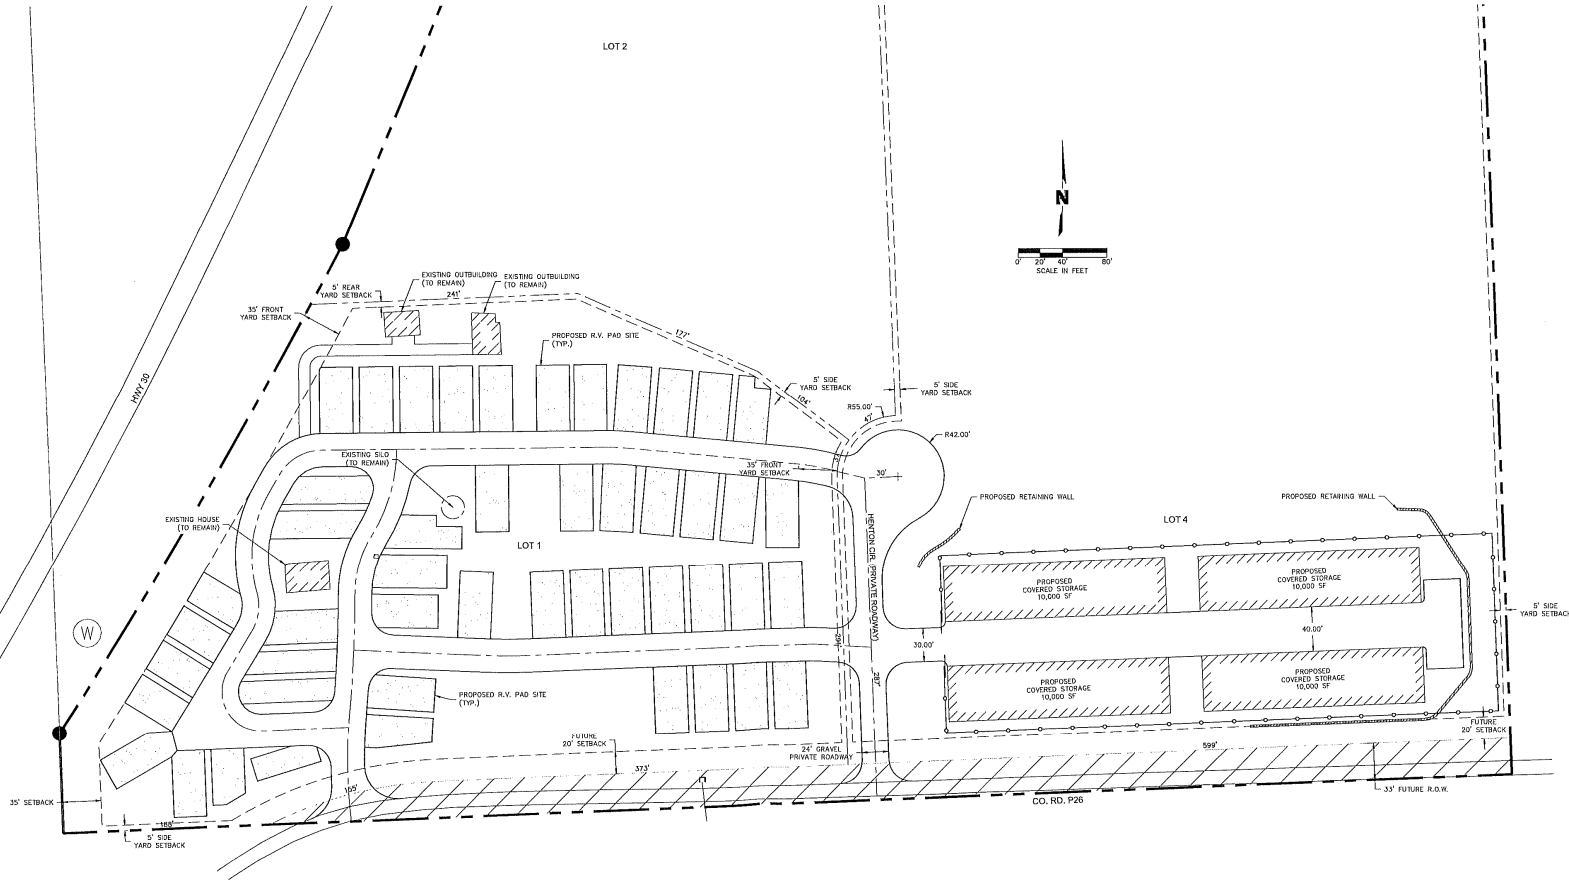 LOT 2
N
0' 20' 40' 80'
SCALE IN FEET
HWY 30
EXISTING OUTBUILDING
(TO REMAIN)
EXISTING OUTBUILDING
(TO REMAIN)
5' REAR
YARD SETBACK
241'
35' FRONT
YARD SETBACK
177'
PROPOSED R.V. PAD SITE
(TYP.)
5' SIDE
YARD SETBACK
104'
5' SIDE
YARD SETBACK
R55.00'
47'
R42.00'
EXISTING SILO
(TO REMAIN)
35' FRONT
YARD SETBACK
30'
PROPOSED RETAINING WALL
PROPOSED RETAINING WALL
EXISTING HOUSE
(TO REMAIN)
LOT 1
HENTON CIR. (PRIVATE ROADWAY)
LOT 4
PROPOSED
COVERED STORAGE
10,000 SF
PROPOSED
COVERED STORAGE
10,000 SF
5' SIDE
YARD SETBACK
W
30.00'
40.00'
287'
PROPOSED
COVERED STORAGE
10,000 SF
PROPOSED
COVERED STORAGE
10,000 SF
PROPOSED R.V. PAD SITE
(TYP.)
FUTURE
20' SETBACK
24' GRAVEL
PRIVATE ROADWAY
FUTURE
20' SETBACK
599'
373'
33' FUTURE R.O.W.
35' SETBACK
CO. RD. P26
5' SIDE
YARD SETBACK